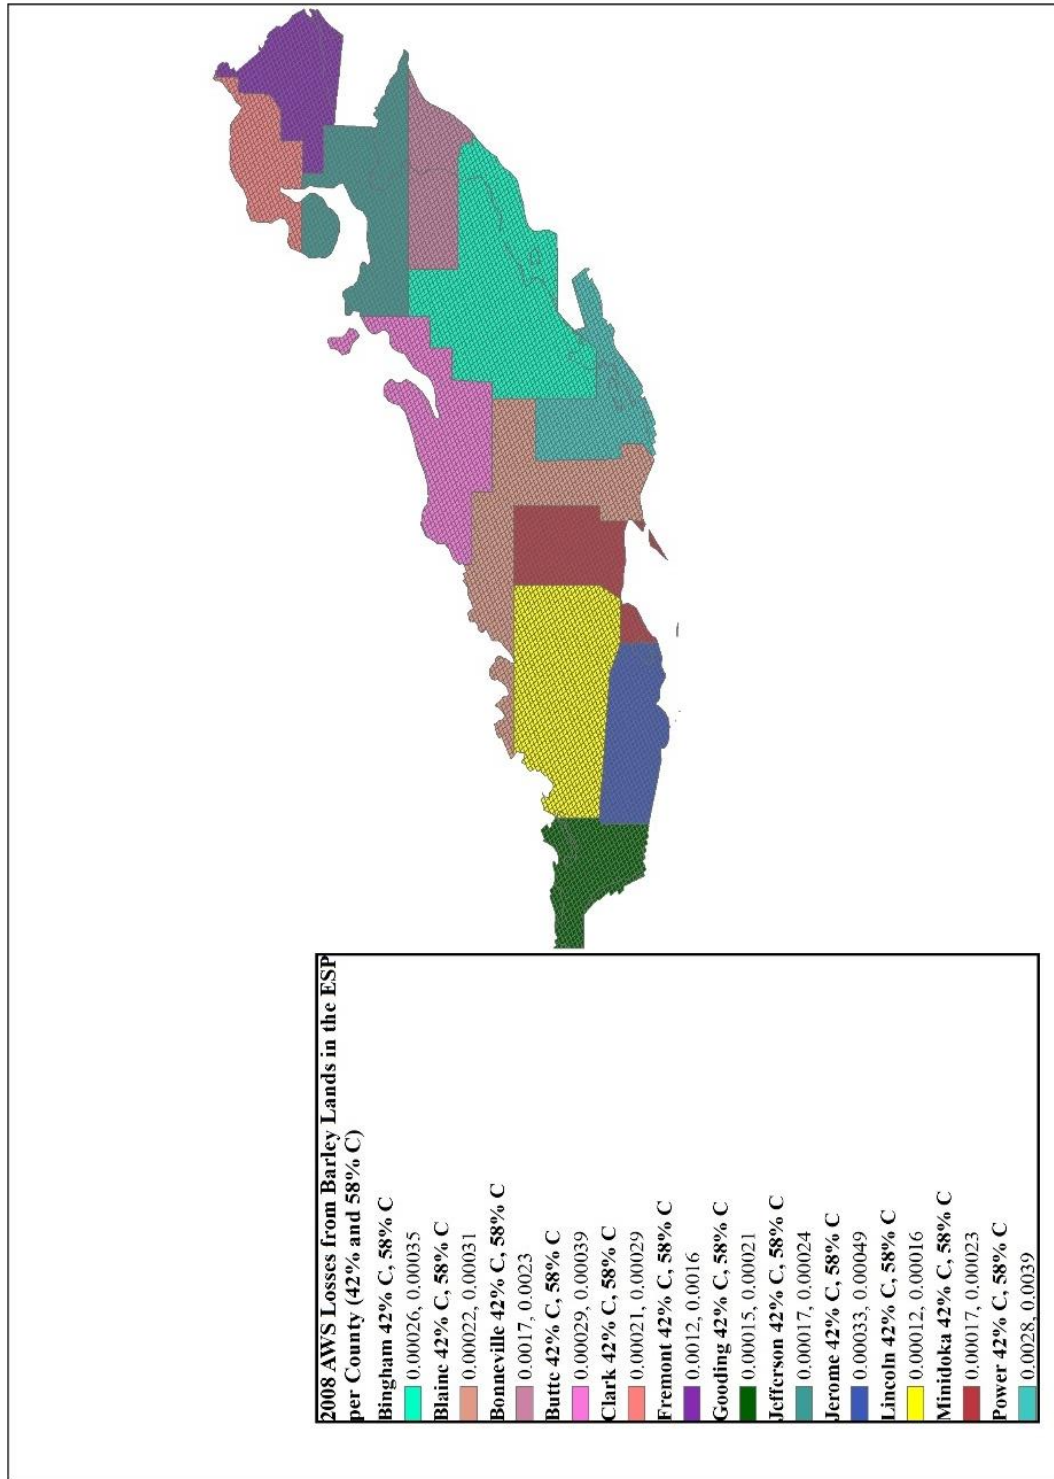 2008 AWS Losses from Barley Lands in the ESP
per County (42% and 58% C)
Bingham 42% C, 58% C
0.00026, 0.00035
Blaine 42% C, 58% C
0.00022, 0.00031
Bonneville 42% C, 58% C
0.0017, 0.0023
Butte 42% C, 58% C
0.00029, 0.00039
Clark 42% C, 58% C
0.00021, 0.00029
Fremont 42% C, 58% C
0.0012, 0.0016
Gooding 42% C, 58% C
0.00015, 0.00021
Jefferson 42% C, 58% C
0.00017, 0.00024
Jerome 42% C, 58% C
0.00033, 0.00049
Lincoln 42% C, 58% C
0.00012, 0.00016
Minidoka 42% C, 58% C
0.00017, 0.00023
Power 42% C, 58% C
0.0028, 0.0039